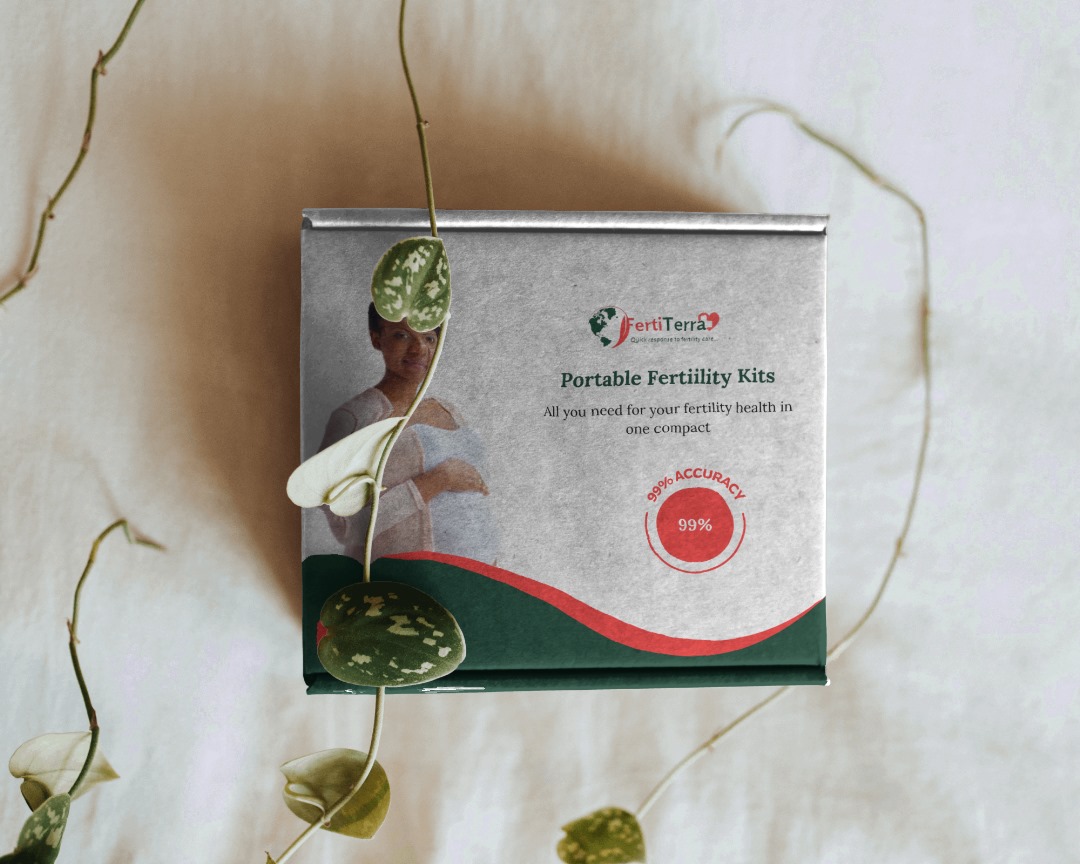 FertiTerra
Quick response to fertility care...
Portable Fertiility Kits
All you need for your fertility health in
one compact
99% ACCURACY
99%